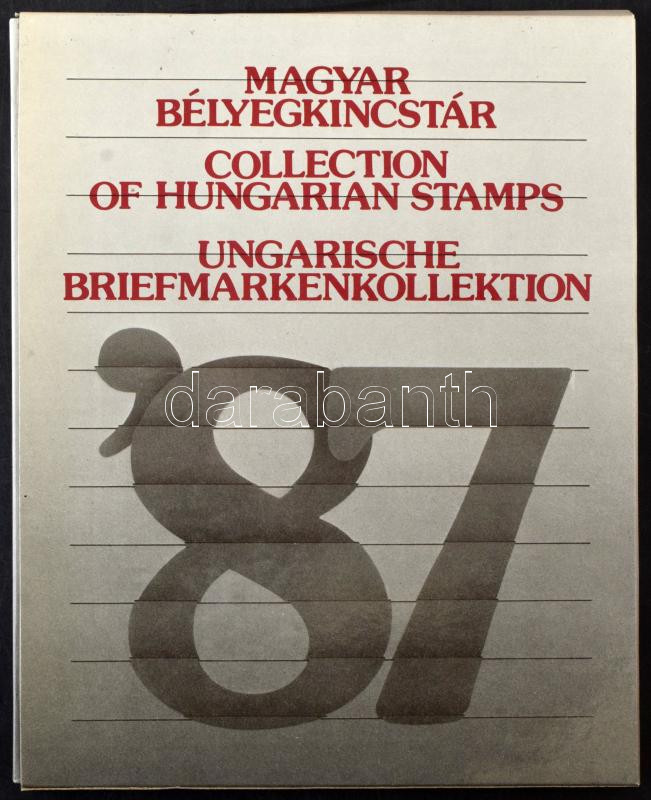 MAGYAR
BÉLYEGKINCSTÁR
COLLECTION
OF HUNGARIAN STAMPS
UNGARISCHE
BRIEFMARKENKOLLEKTION
'87
darabanth